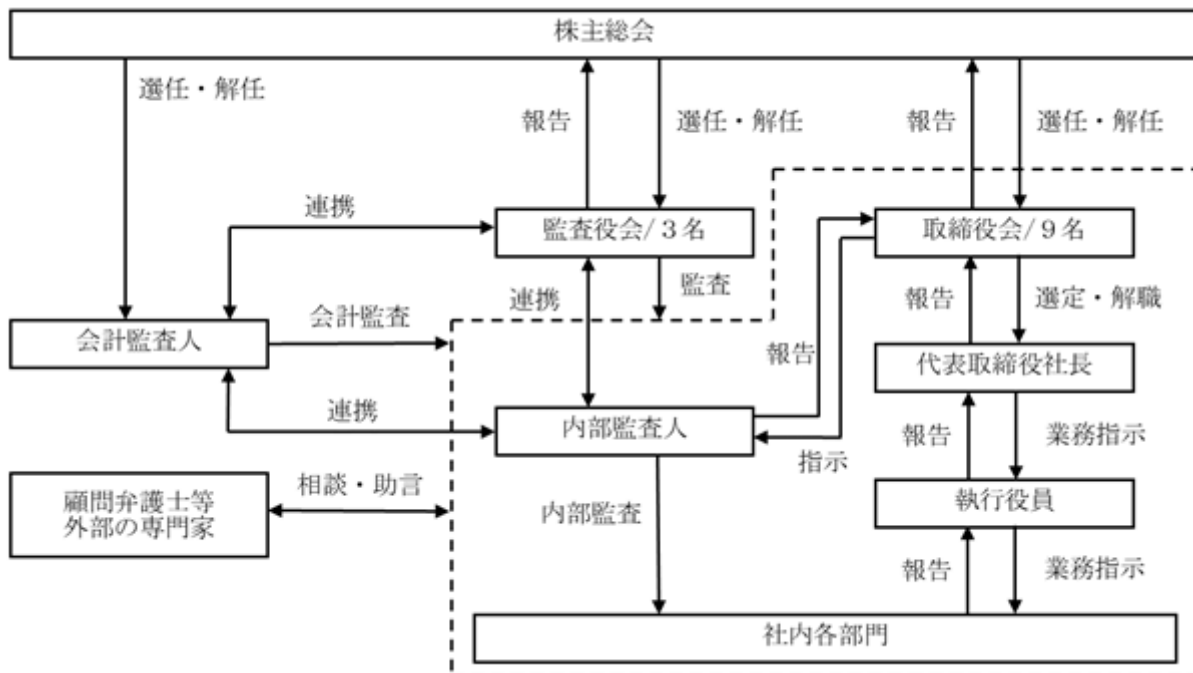 株主総会
選任・解任
報告
選任・解任
報告
選任・解任
連携
監査役会/３名
取締役会/９名
連携
監査
報告
選定・解職
会計監査人
会計監査
報告
代表取締役社長
連携
内部監査人
指示
報告
業務指示
顧問弁護士等
外部の専門家
相談・助言
内部監査
執行役員
報告
業務指示
社内各部門